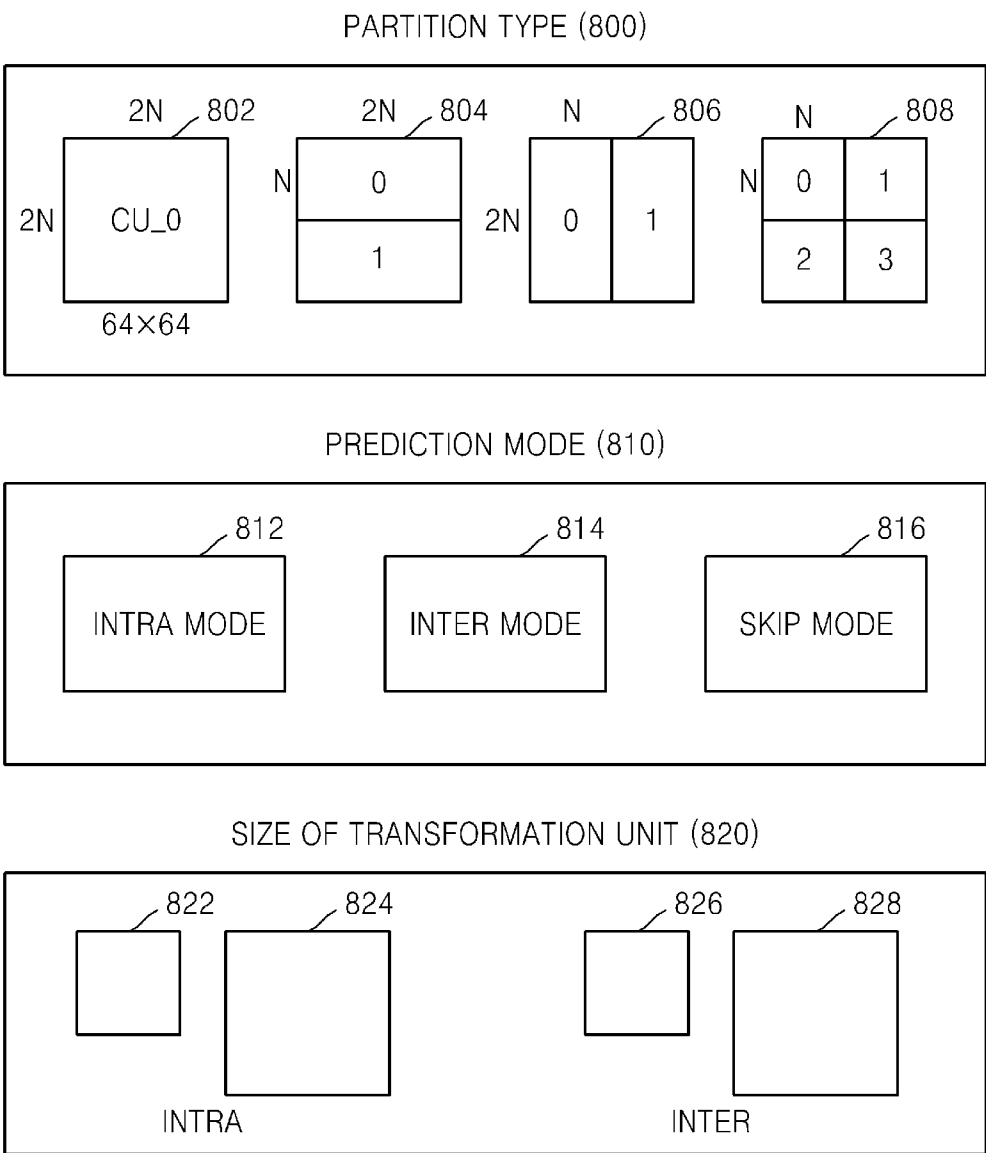 PARTITION TYPE (800)
2N 802 2N 804 N 806 N 808
2N CU_0 N 0 2N 0 1 N 0 1
1 2 3
64×64
PREDICTION MODE (810)
812 814 816
INTRA MODE INTER MODE SKIP MODE
SIZE OF TRANSFORMATION UNIT (820)
822 824 826 828
INTRA INTER